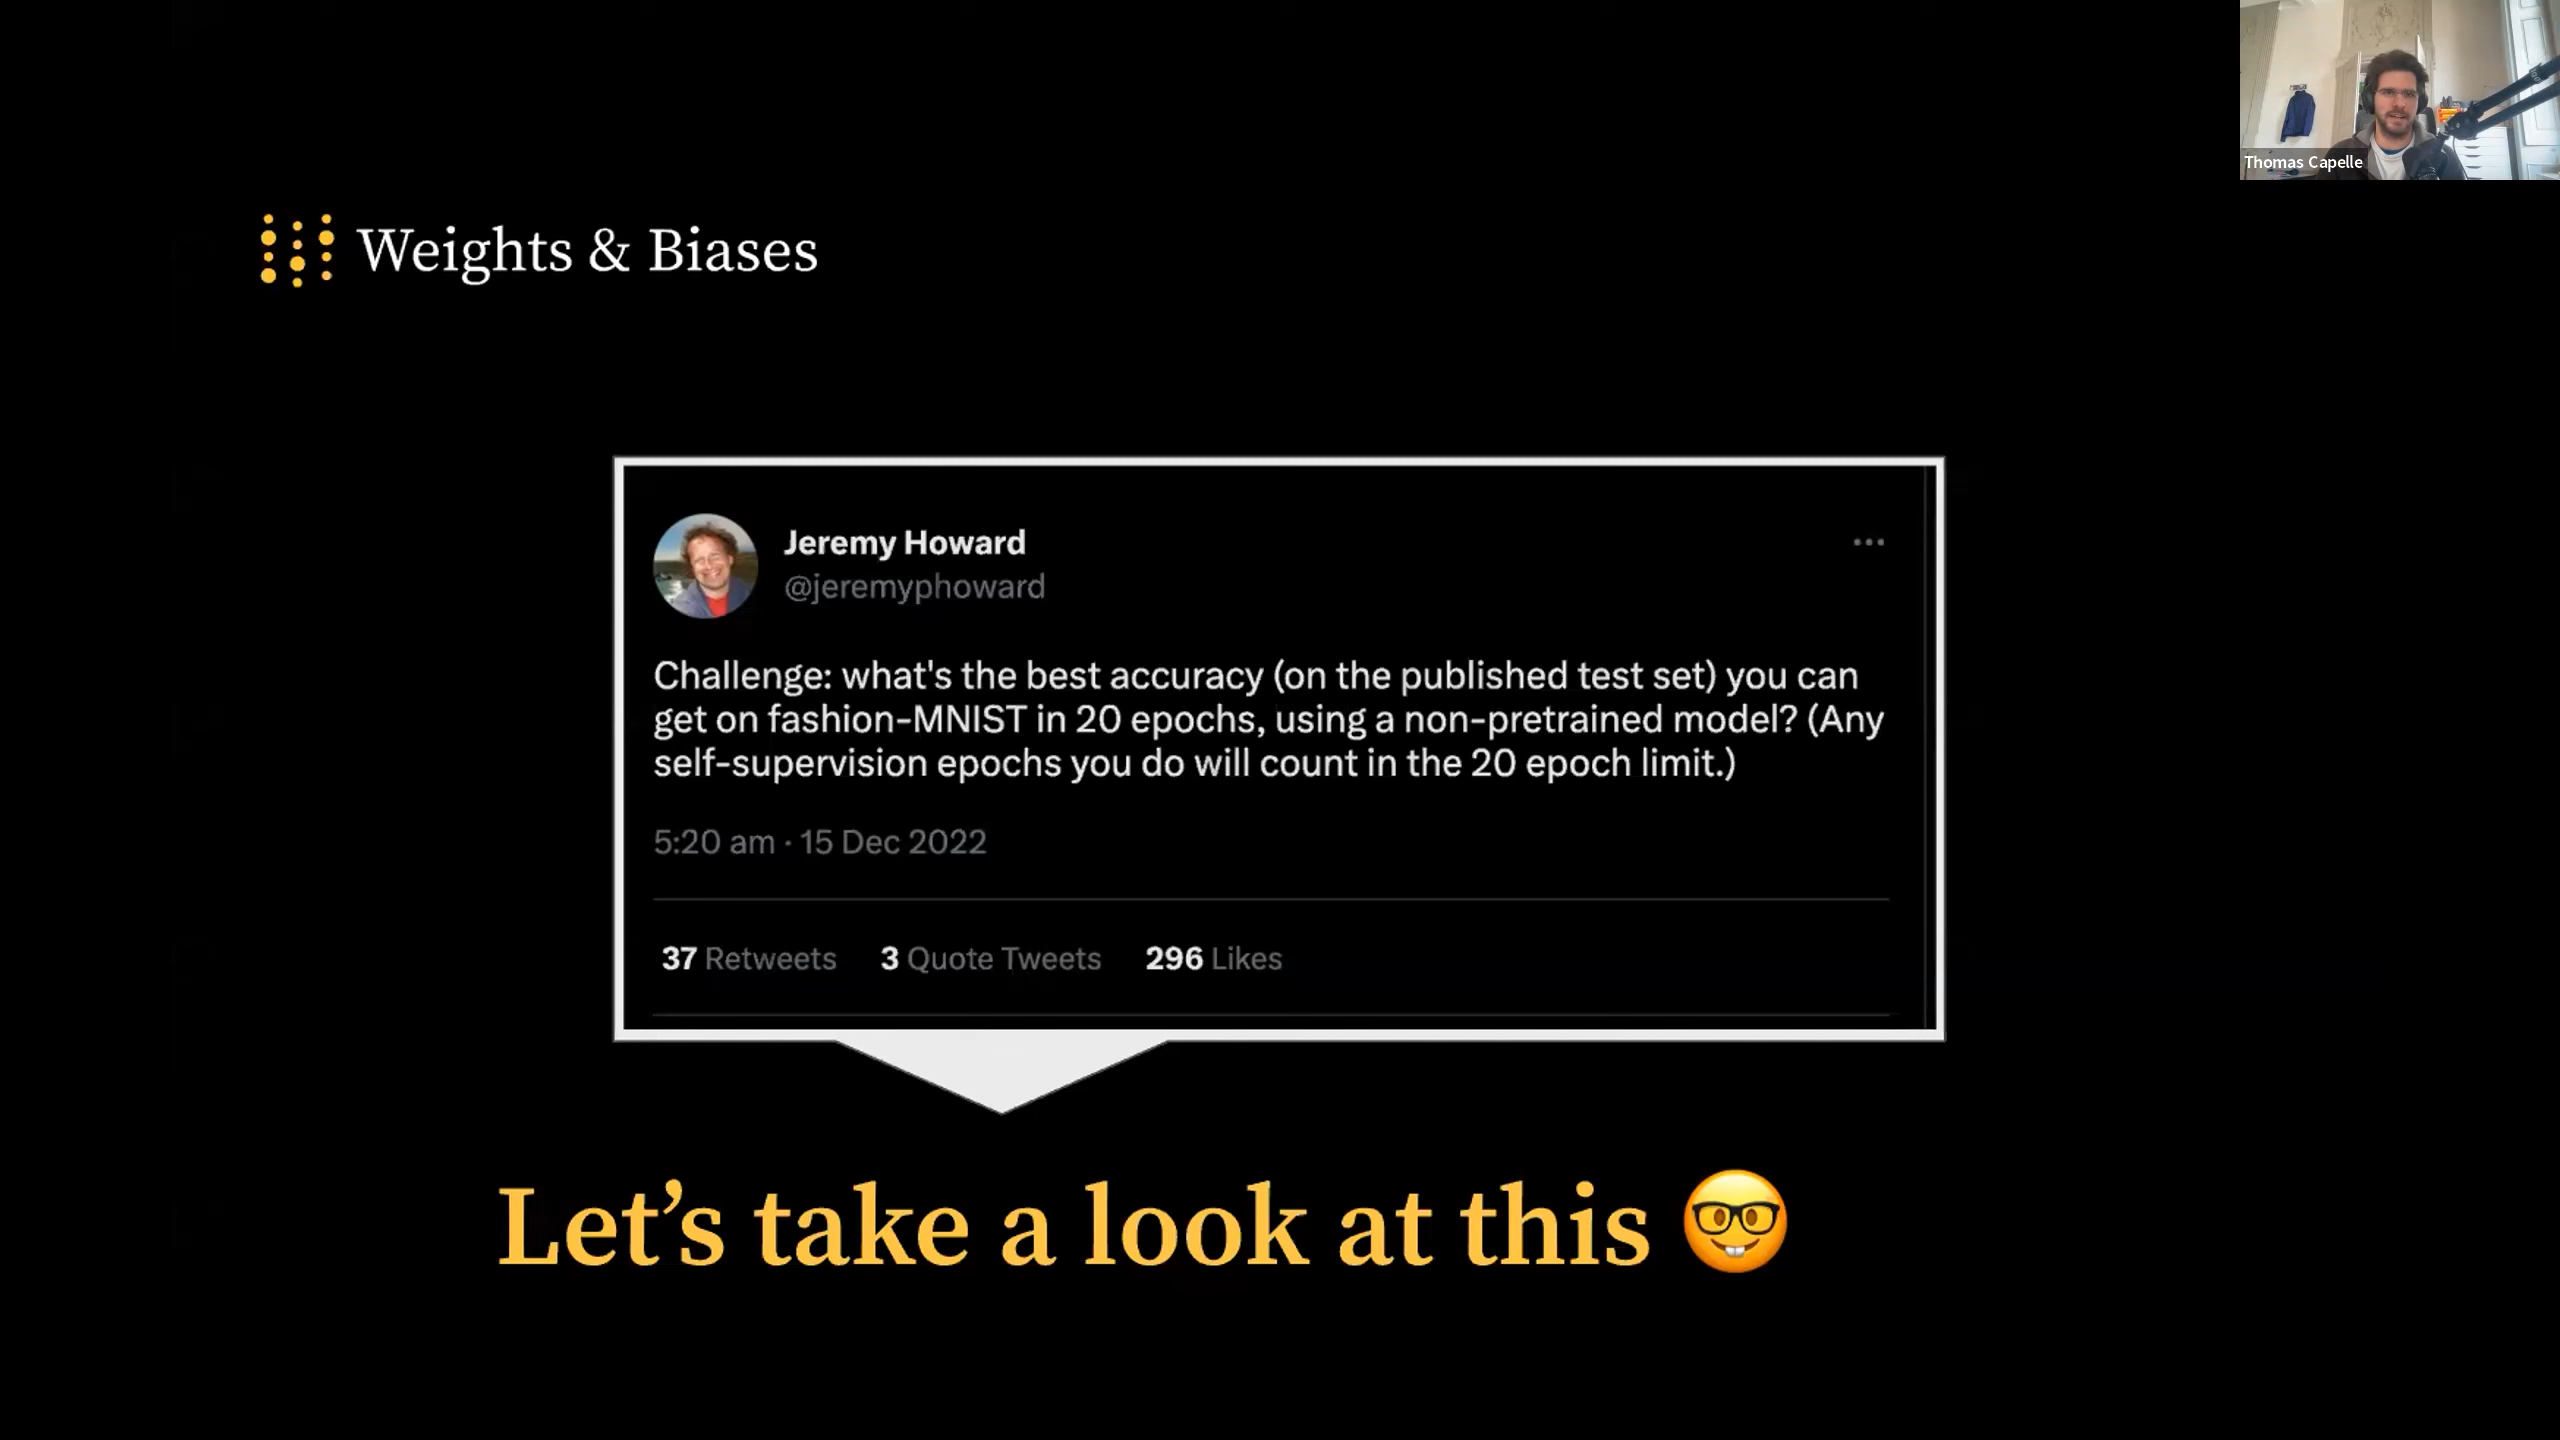 Thomas Capelle
Weights & Biases
Jeremy Howard
@jeremyphoward
Challenge: what's the best accuracy (on the published test set) you can
get on fashion-MNIST in 20 epochs, using a non-pretrained model? (Any
self-supervision epochs you do will count in the 20 epoch limit.)
5:20 am · 15 Dec 2022
37 Retweets 3 Quote Tweets 296 Likes
Let’s take a look at this 🤓